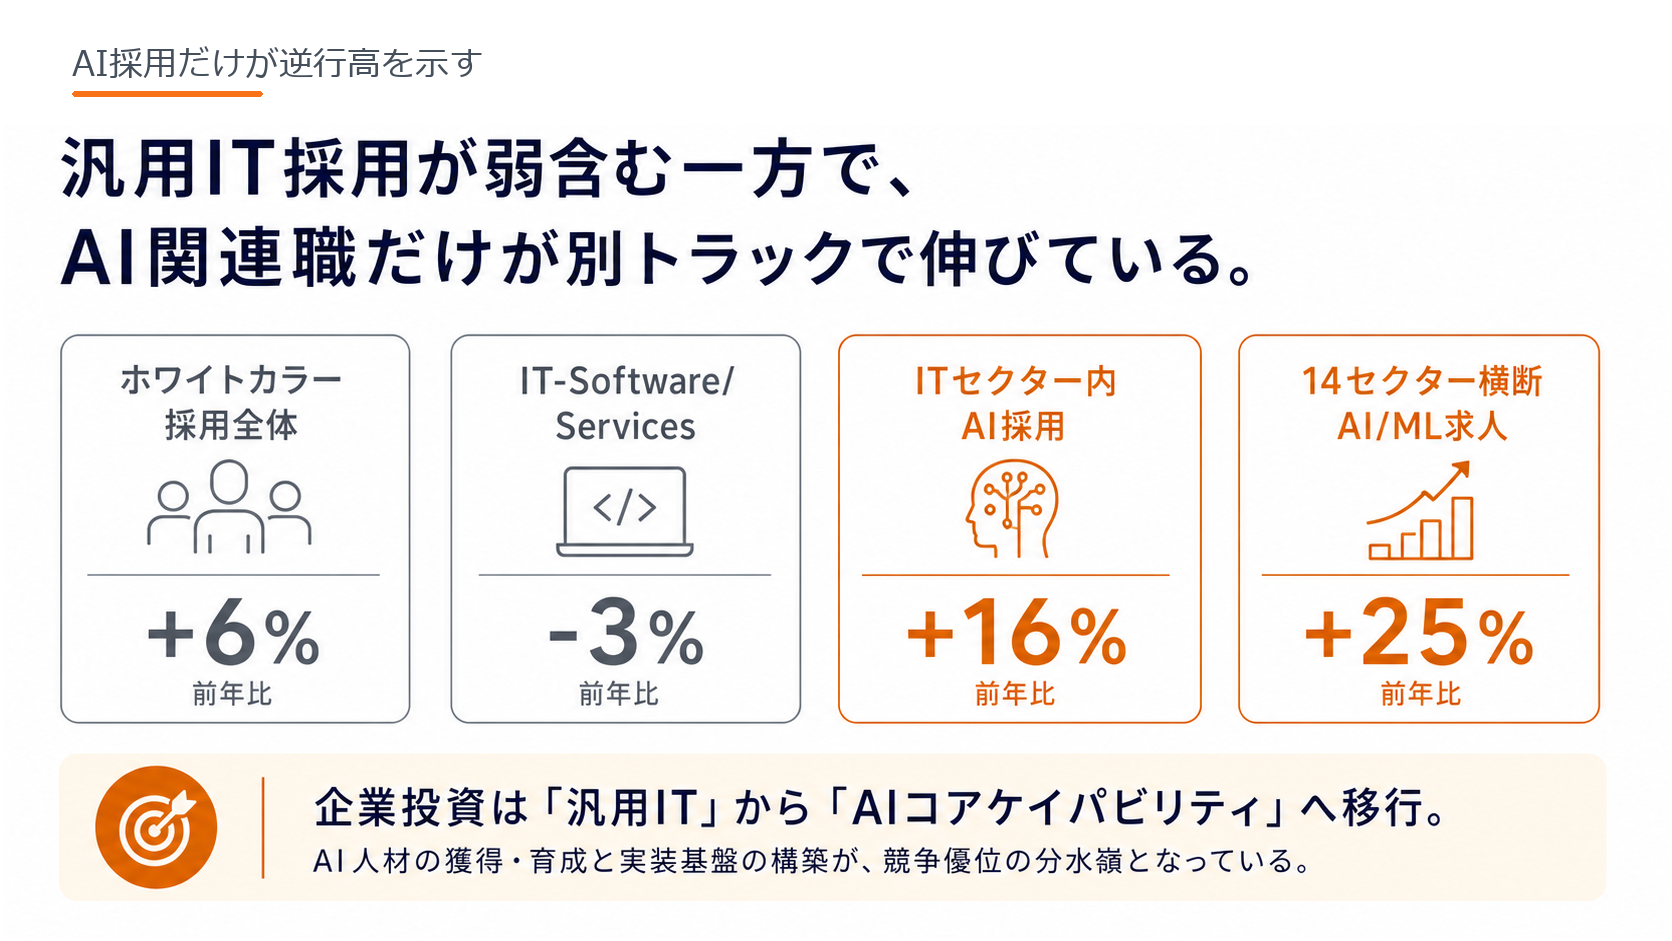 AI採用だけが逆行高を示す
汎用IT採用が弱含む一方で、
AI関連職だけが別トラックで伸びている。
ホワイトカラー
採用全体
+6%
前年比
IT-Software/
Services
</>
-3%
前年比
ITセクター内
AI採用
+16%
前年比
14セクター横断
AI/ML求人
+25%
前年比
企業投資は「汎用IT」から「AIコアケイパビリティ」へ移行。
AI人材の獲得・育成と実装基盤の構築が、競争優位の分水嶺となっている。